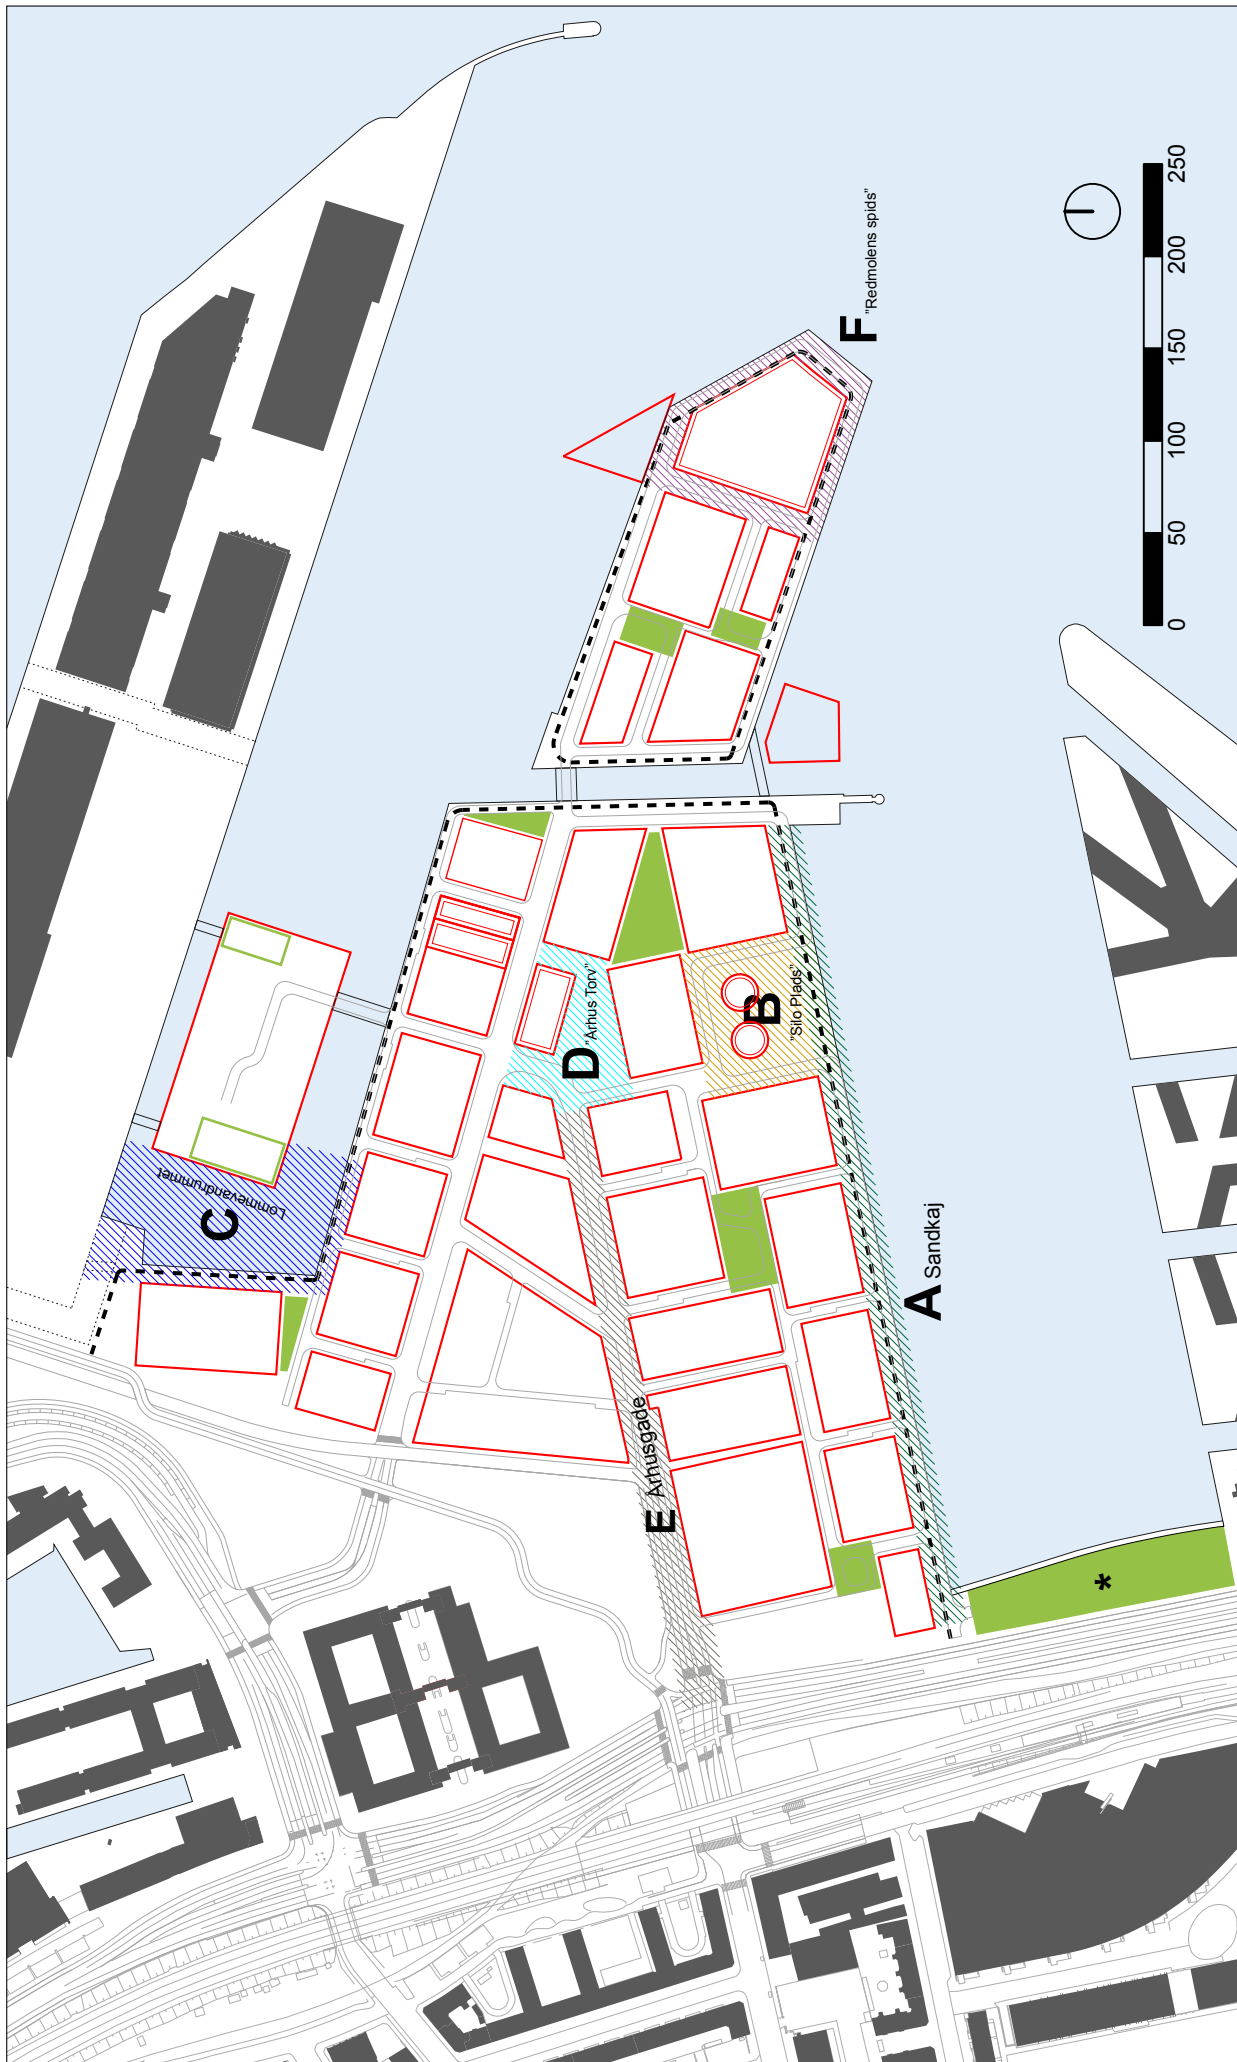 C
Lommevandrummet
F
"Redmolens spids"
D
"Århus Torv"
B
"Silo Plads"
E Århusgade
A Sandkaj
*
0 50 100 150 200 250